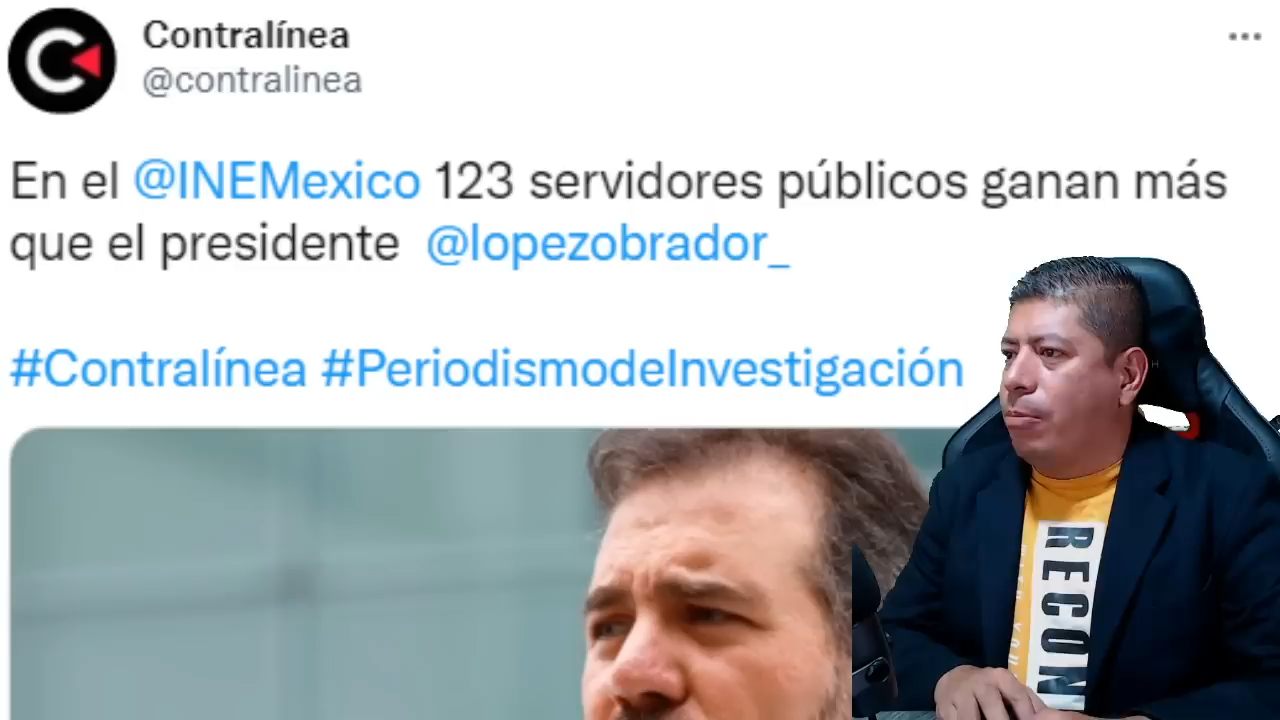 Contralínea
@contralinea
En el @INEMexico 123 servidores públicos ganan más
que el presidente @lopezobrador_
#Contralínea #PeriodismodeInvestigación
RECON